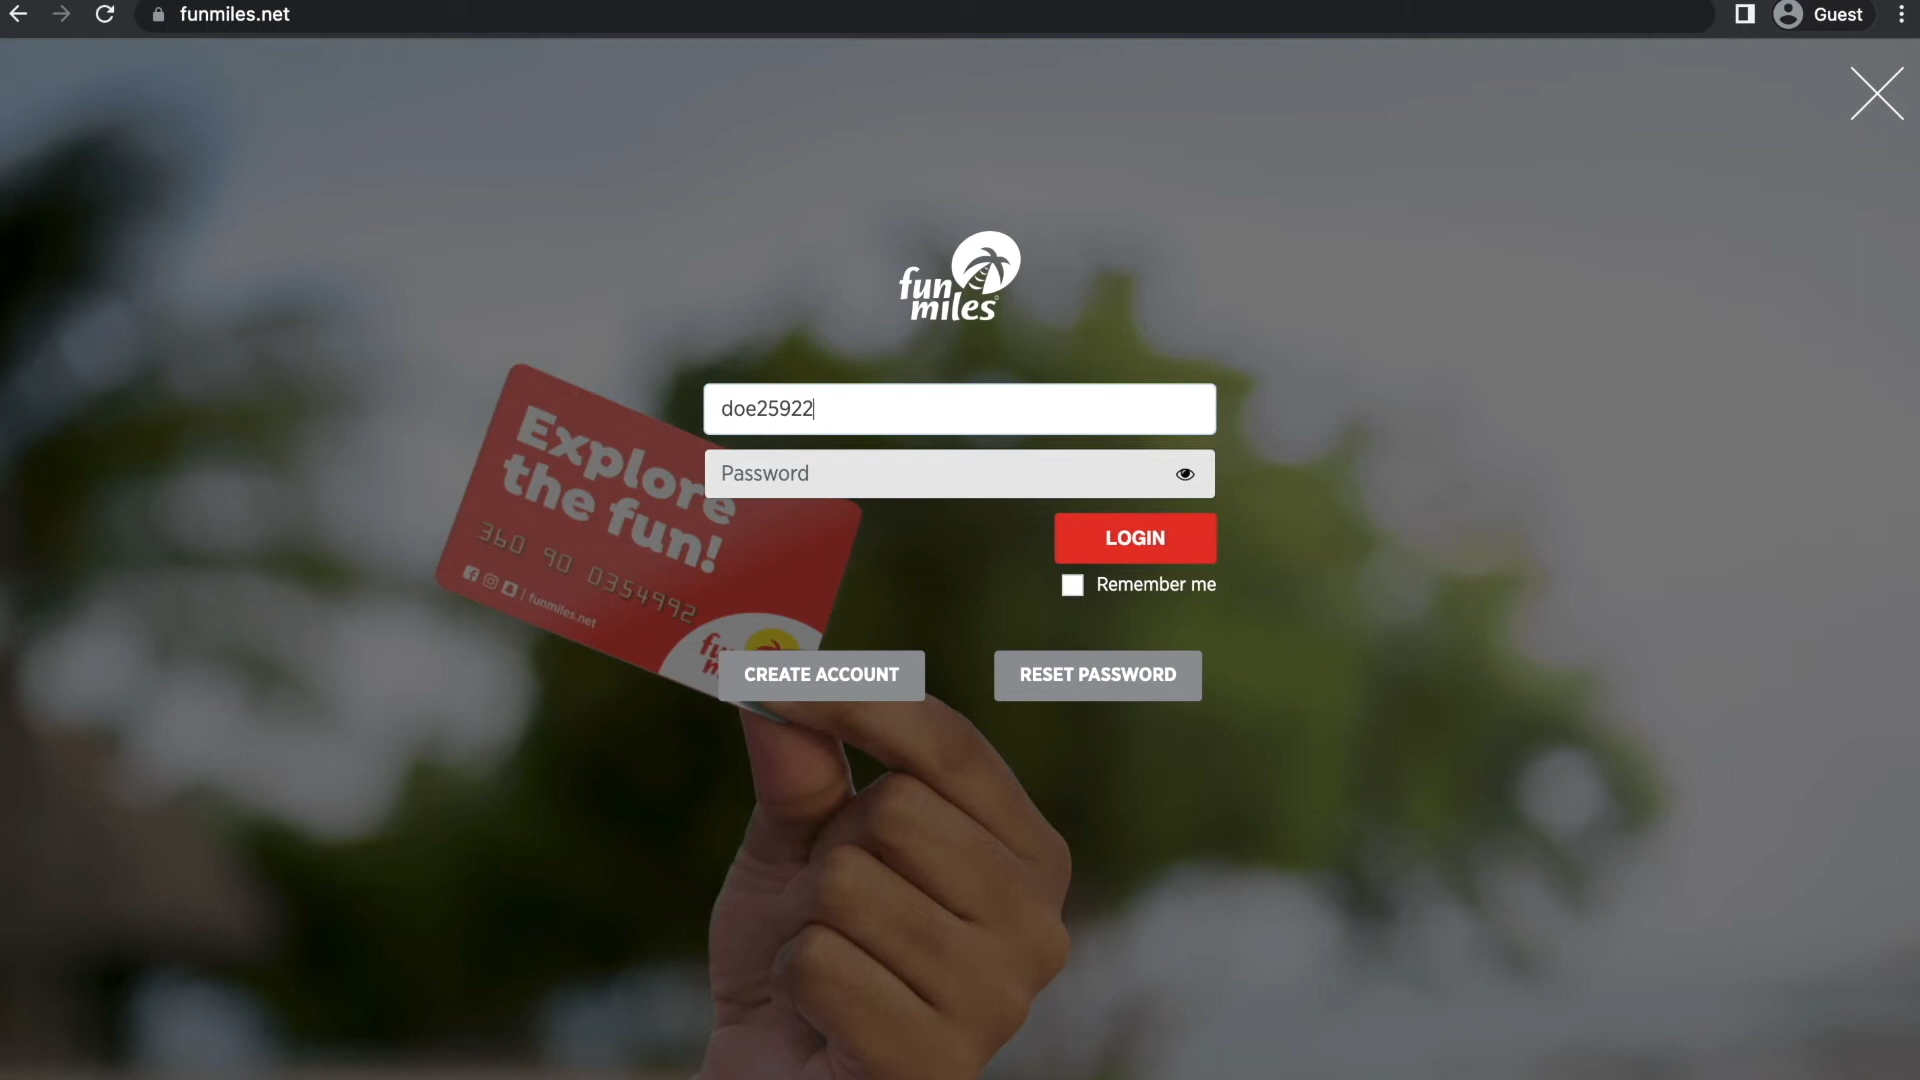 funmiles.net
Guest
fun
miles
doe25922
Password
Explore
the fun!
360 90 0354992
| funmiles.net
LOGIN
Remember me
CREATE ACCOUNT
RESET PASSWORD